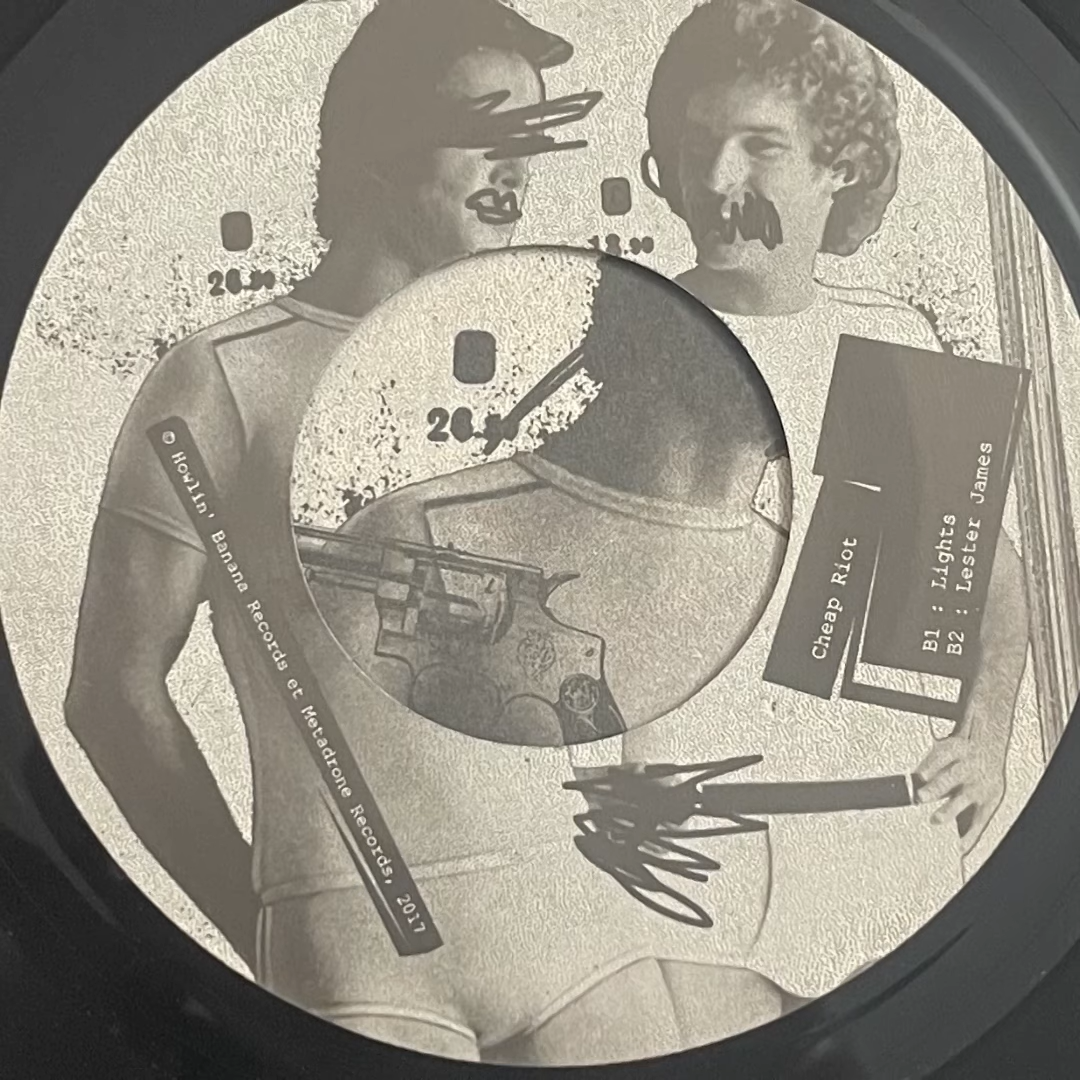 © Howlin' Banana Records et Metadrone Records, 2017
Cheap Riot
B1 : Lights
B2 : Lester James